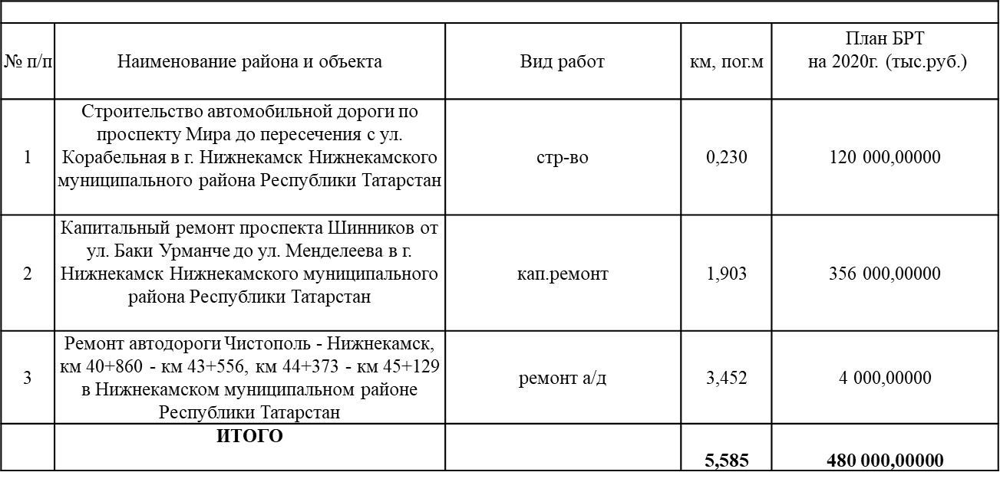 № п/п
Наименование района и объекта
Вид работ
км, пог.м
План БРТ
на 2020г. (тыс.руб.)
1
Строительство автомобильной дороги по
проспекту Мира до пересечения с ул.
Корабельная в г. Нижнекамск Нижнекамского
муниципального района Республики Татарстан
стр-во
0,230
120 000,00000
2
Капитальный ремонт проспекта Шинников от
ул. Баки Урманче до ул. Менделеева в г.
Нижнекамск Нижнекамского муниципального
района Республики Татарстан
кап.ремонт
1,903
356 000,00000
3
Ремонт автодороги Чистополь - Нижнекамск,
км 40+860 - км 43+556, км 44+373 - км 45+129
в Нижнекамском муниципальном районе
Республики Татарстан
ремонт а/д
3,452
4 000,00000
ИТОГО
5,585
480 000,00000